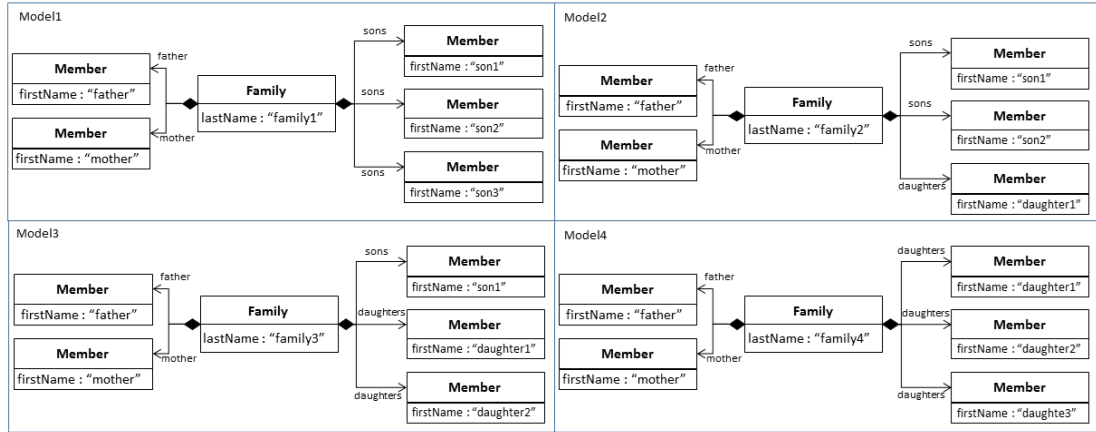 Model1
father
Member
firstName : “father”
mother
Member
firstName : “mother”
Family
lastName : “family1”
sons
Member
firstName : “son1”
sons
Member
firstName : “son2”
sons
Member
firstName : “son3”
Model2
father
Member
firstName : “father”
mother
Member
firstName : “mother”
Family
lastName : “family2”
sons
Member
firstName : “son1”
sons
Member
firstName : “son2”
daughters
Member
firstName : “daughter1”
Model3
father
Member
firstName : “father”
mother
Member
firstName : “mother”
Family
lastName : “family3”
sons
Member
firstName : “son1”
daughters
Member
firstName : “daughter1”
daughters
Member
firstName : “daughter2”
Model4
father
Member
firstName : “father”
mother
Member
firstName : “mother”
Family
lastName : “family4”
daughters
Member
firstName : “daughter1”
daughters
Member
firstName : “daughter2”
daughters
Member
firstName : “daughte3”